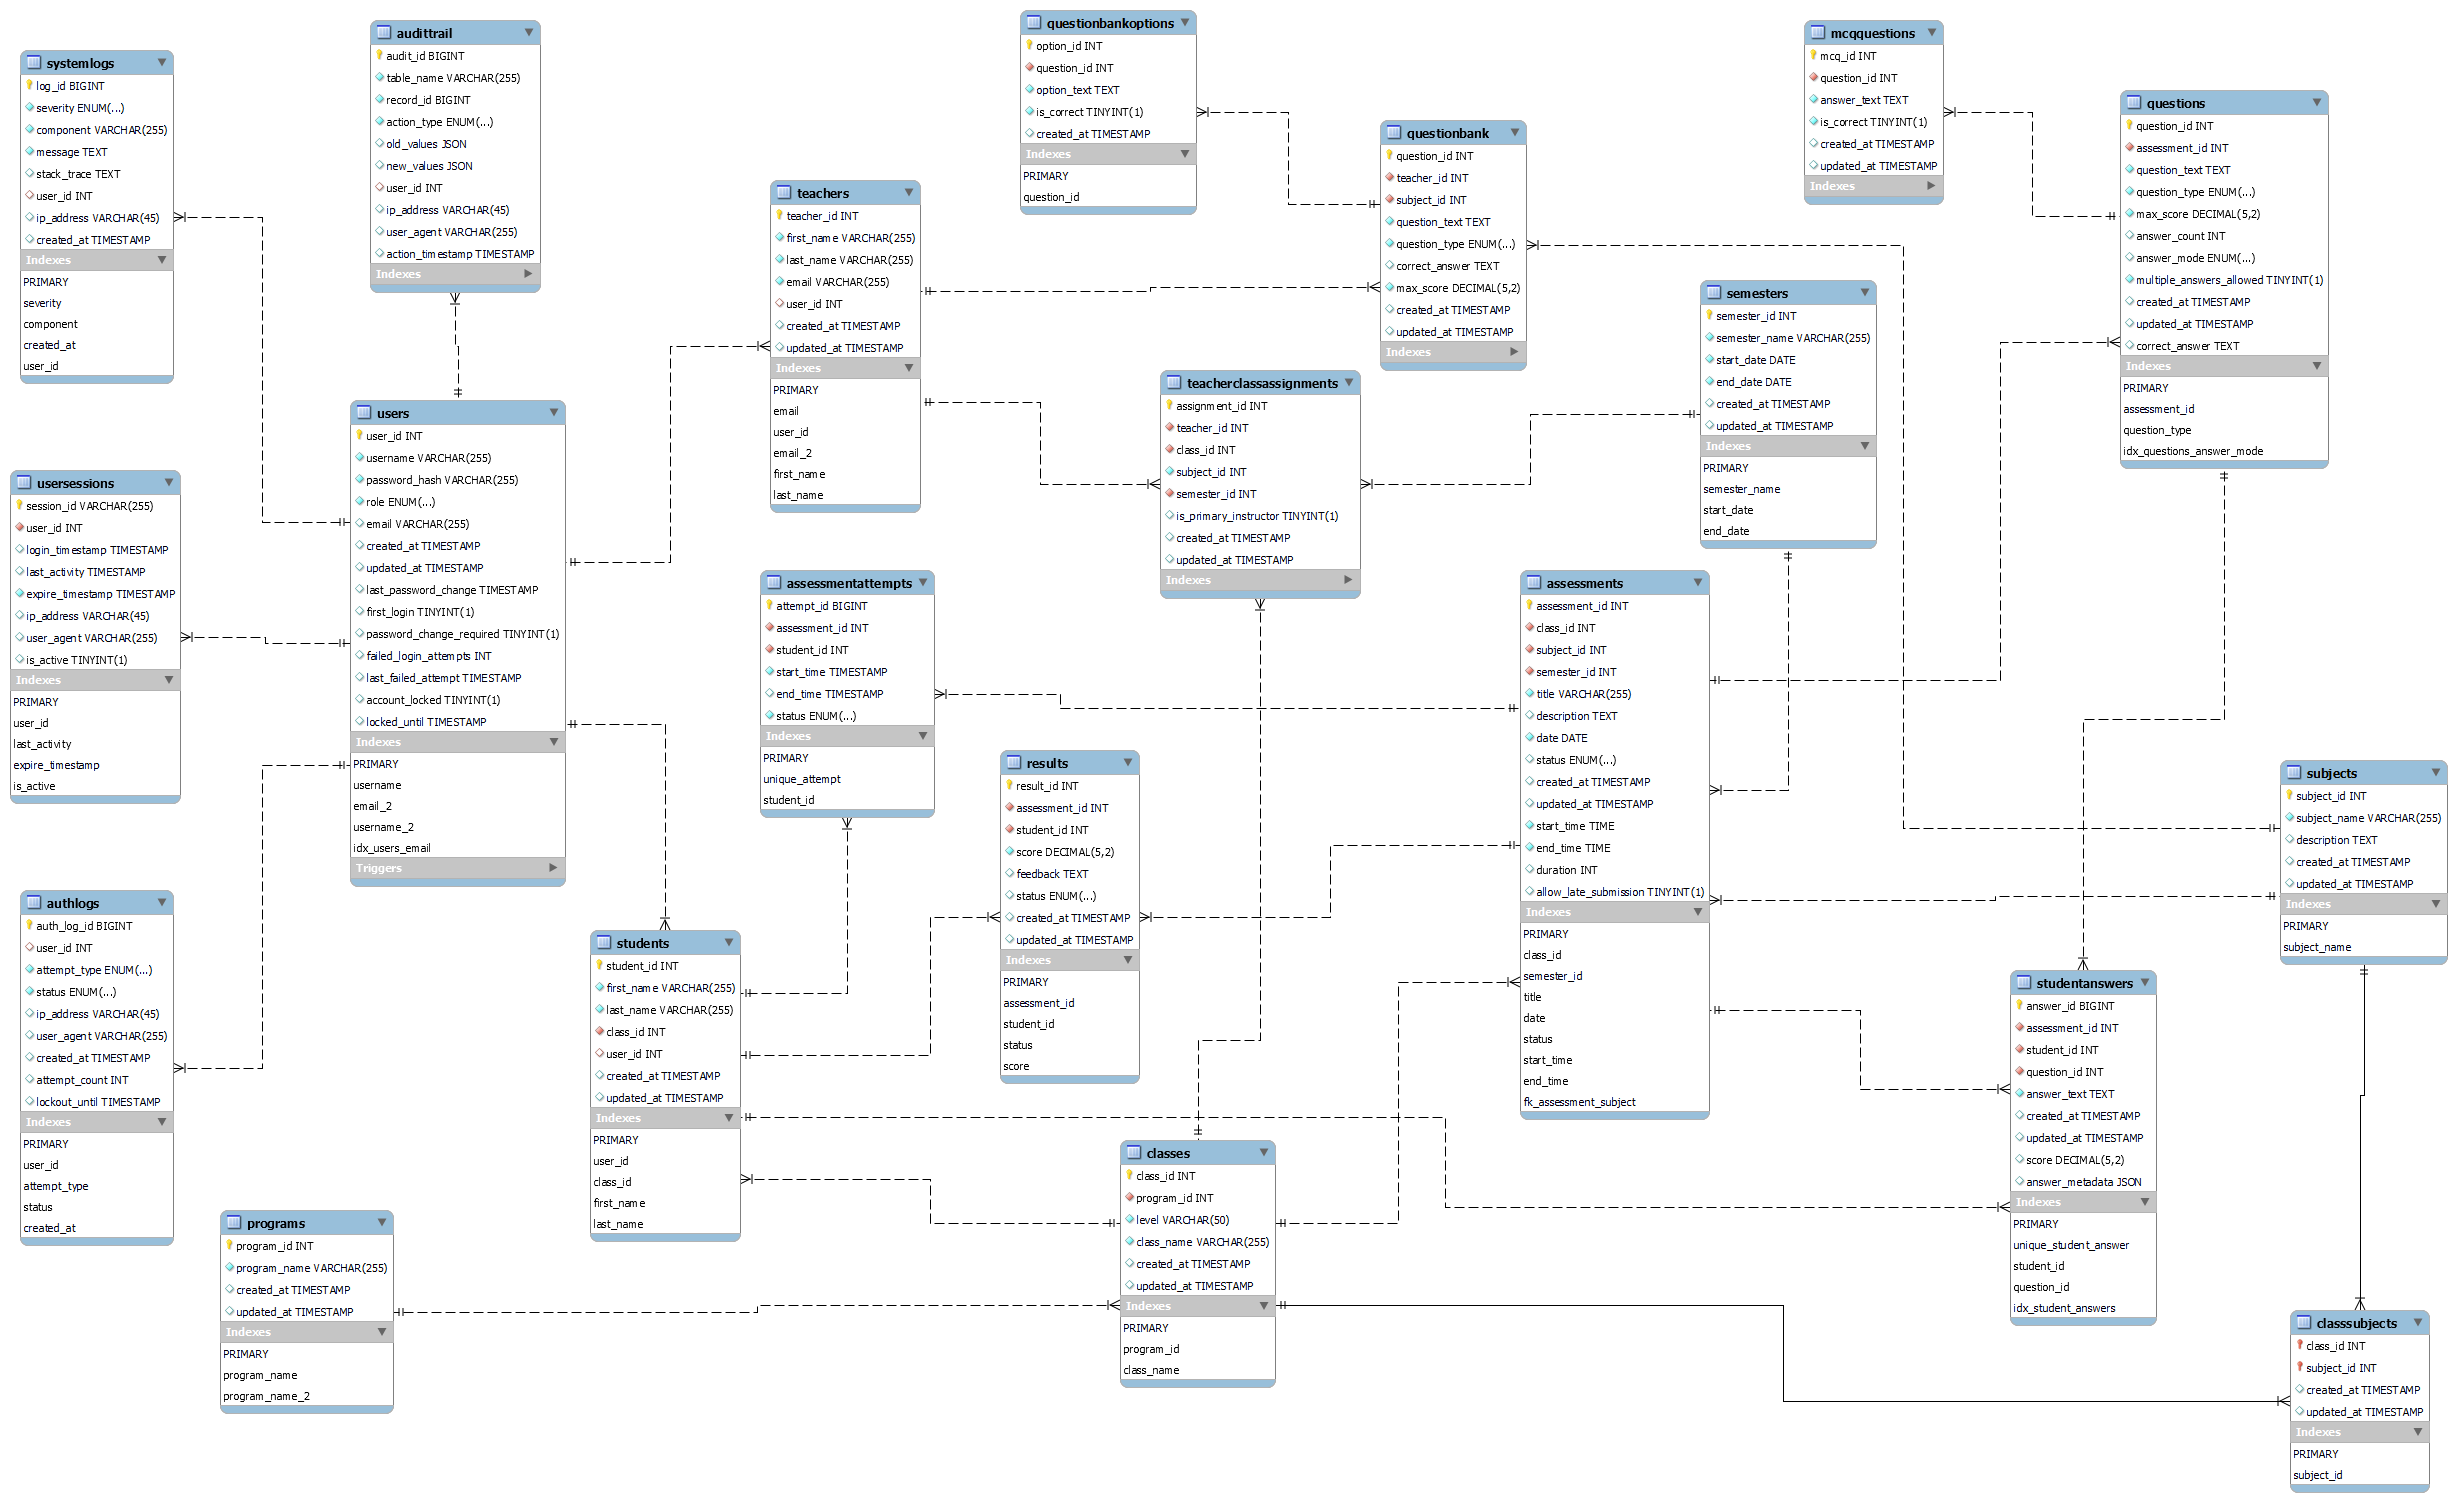 systemlogs
log_id BIGINT
severity ENUM(...)
component VARCHAR(255)
message TEXT
stack_trace TEXT
user_id INT
ip_address VARCHAR(45)
created_at TIMESTAMP
Indexes
PRIMARY
severity
component
created_at
user_id
audittrail
audit_id BIGINT
table_name VARCHAR(255)
record_id BIGINT
action_type ENUM(...)
old_values JSON
new_values JSON
user_id INT
ip_address VARCHAR(45)
user_agent VARCHAR(255)
action_timestamp TIMESTAMP
Indexes
questionbankoptions
option_id INT
question_id INT
option_text TEXT
is_correct TINYINT(1)
created_at TIMESTAMP
Indexes
PRIMARY
question_id
mcqquestions
mcq_id INT
question_id INT
answer_text TEXT
is_correct TINYINT(1)
created_at TIMESTAMP
updated_at TIMESTAMP
Indexes
questions
question_id INT
assessment_id INT
question_text TEXT
question_type ENUM(...)
max_score DECIMAL(5,2)
answer_count INT
answer_mode ENUM(...)
multiple_answers_allowed TINYINT(1)
created_at TIMESTAMP
updated_at TIMESTAMP
correct_answer TEXT
Indexes
PRIMARY
assessment_id
question_type
idx_questions_answer_mode
questionbank
question_id INT
teacher_id INT
subject_id INT
question_text TEXT
question_type ENUM(...)
correct_answer TEXT
max_score DECIMAL(5,2)
created_at TIMESTAMP
updated_at TIMESTAMP
Indexes
teachers
teacher_id INT
first_name VARCHAR(255)
last_name VARCHAR(255)
email VARCHAR(255)
user_id INT
created_at TIMESTAMP
updated_at TIMESTAMP
Indexes
PRIMARY
email
user_id
email_2
first_name
last_name
semesters
semester_id INT
semester_name VARCHAR(255)
start_date DATE
end_date DATE
created_at TIMESTAMP
updated_at TIMESTAMP
Indexes
PRIMARY
semester_name
start_date
end_date
teacherclassassignments
assignment_id INT
teacher_id INT
class_id INT
subject_id INT
semester_id INT
is_primary_instructor TINYINT(1)
created_at TIMESTAMP
updated_at TIMESTAMP
Indexes
users
user_id INT
username VARCHAR(255)
password_hash VARCHAR(255)
role ENUM(...)
email VARCHAR(255)
created_at TIMESTAMP
updated_at TIMESTAMP
last_password_change TIMESTAMP
first_login TINYINT(1)
password_change_required TINYINT(1)
failed_login_attempts INT
last_failed_attempt TIMESTAMP
account_locked TINYINT(1)
locked_until TIMESTAMP
Indexes
PRIMARY
username
email_2
username_2
idx_users_email
Triggers
usersessions
session_id VARCHAR(255)
user_id INT
login_timestamp TIMESTAMP
last_activity TIMESTAMP
expire_timestamp TIMESTAMP
ip_address VARCHAR(45)
user_agent VARCHAR(255)
is_active TINYINT(1)
Indexes
PRIMARY
user_id
last_activity
expire_timestamp
is_active
assessmentattempts
attempt_id BIGINT
assessment_id INT
student_id INT
start_time TIMESTAMP
end_time TIMESTAMP
status ENUM(...)
Indexes
PRIMARY
unique_attempt
student_id
assessments
assessment_id INT
class_id INT
subject_id INT
semester_id INT
title VARCHAR(255)
description TEXT
date DATE
status ENUM(...)
created_at TIMESTAMP
updated_at TIMESTAMP
start_time TIME
end_time TIME
duration INT
allow_late_submission TINYINT(1)
Indexes
PRIMARY
class_id
semester_id
title
date
status
start_time
end_time
fk_assessment_subject
results
result_id INT
assessment_id INT
student_id INT
score DECIMAL(5,2)
feedback TEXT
status ENUM(...)
created_at TIMESTAMP
updated_at TIMESTAMP
Indexes
PRIMARY
assessment_id
student_id
status
score
subjects
subject_id INT
subject_name VARCHAR(255)
description TEXT
created_at TIMESTAMP
updated_at TIMESTAMP
Indexes
PRIMARY
subject_name
authlogs
auth_log_id BIGINT
user_id INT
attempt_type ENUM(...)
status ENUM(...)
ip_address VARCHAR(45)
user_agent VARCHAR(255)
created_at TIMESTAMP
attempt_count INT
lockout_until TIMESTAMP
Indexes
PRIMARY
user_id
attempt_type
status
created_at
students
student_id INT
first_name VARCHAR(255)
last_name VARCHAR(255)
class_id INT
user_id INT
created_at TIMESTAMP
updated_at TIMESTAMP
Indexes
PRIMARY
user_id
class_id
first_name
last_name
studentanswers
answer_id BIGINT
assessment_id INT
student_id INT
question_id INT
answer_text TEXT
created_at TIMESTAMP
updated_at TIMESTAMP
score DECIMAL(5,2)
answer_metadata JSON
Indexes
PRIMARY
unique_student_answer
student_id
question_id
idx_student_answers
classes
class_id INT
program_id INT
level VARCHAR(50)
class_name VARCHAR(255)
created_at TIMESTAMP
updated_at TIMESTAMP
Indexes
PRIMARY
program_id
class_name
programs
program_id INT
program_name VARCHAR(255)
created_at TIMESTAMP
updated_at TIMESTAMP
Indexes
PRIMARY
program_name
program_name_2
classsubjects
class_id INT
subject_id INT
created_at TIMESTAMP
updated_at TIMESTAMP
Indexes
PRIMARY
subject_id